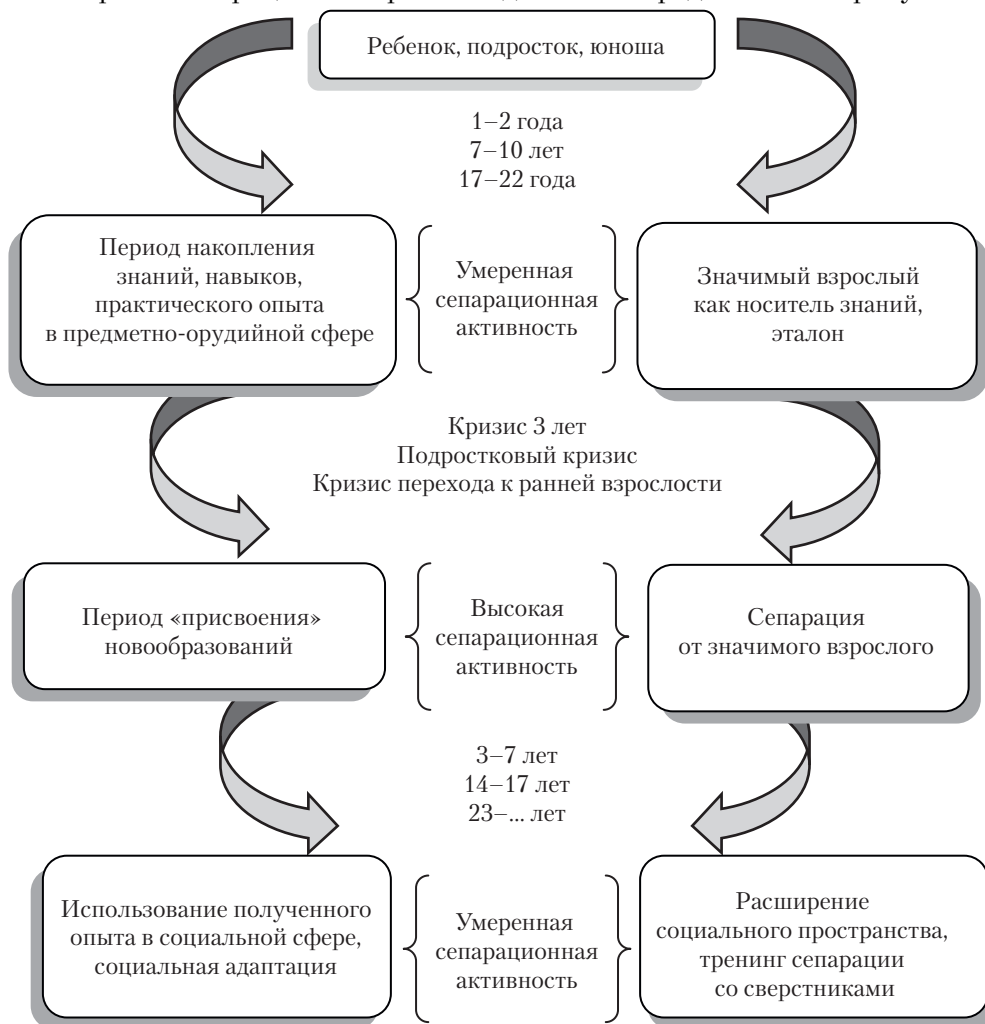 Ребенок, подросток, юноша
1–2 года
7–10 лет
17–22 года
Период накопления
знаний, навыков,
практического опыта
в предметно-орудийной сфере
Умеренная
сепарационная
активность
Значимый взрослый
как носитель знаний,
эталон
Кризис 3 лет
Подростковый кризис
Кризис перехода к ранней взрослости
Период «присвоения»
новообразований
Высокая
сепарационная
активность
Сепарация
от значимого взрослого
3–7 лет
14–17 лет
23–... лет
Использование полученного
опыта в социальной сфере,
социальная адаптация
Умеренная
сепарационная
активность
Расширение
социального пространства,
тренинг сепарации
со сверстниками